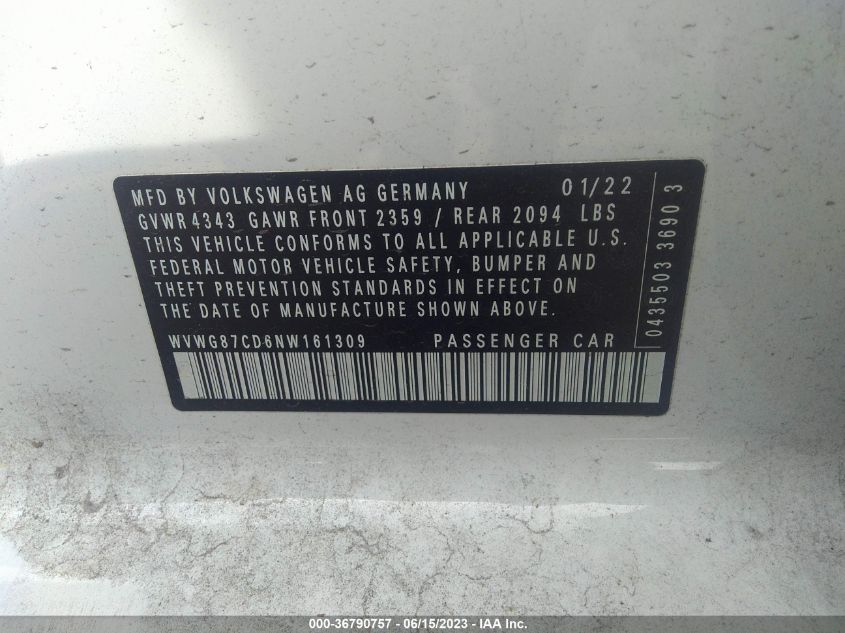 MFD BY VOLKSWAGEN AG GERMANY 01/22
GVWR 4343 GAWR FRONT 2359 / REAR 2094 LBS
THIS VEHICLE CONFORMS TO ALL APPLICABLE U.S.
FEDERAL MOTOR VEHICLE SAFETY, BUMPER AND
THEFT PREVENTION STANDARDS IN EFFECT ON
THE DATE OF MANUFACTURE SHOWN ABOVE.
WVWG87CD6NW161309 PASSENGER CAR
0435503 36903
000-36790757 - 06/15/2023 - IAA Inc.